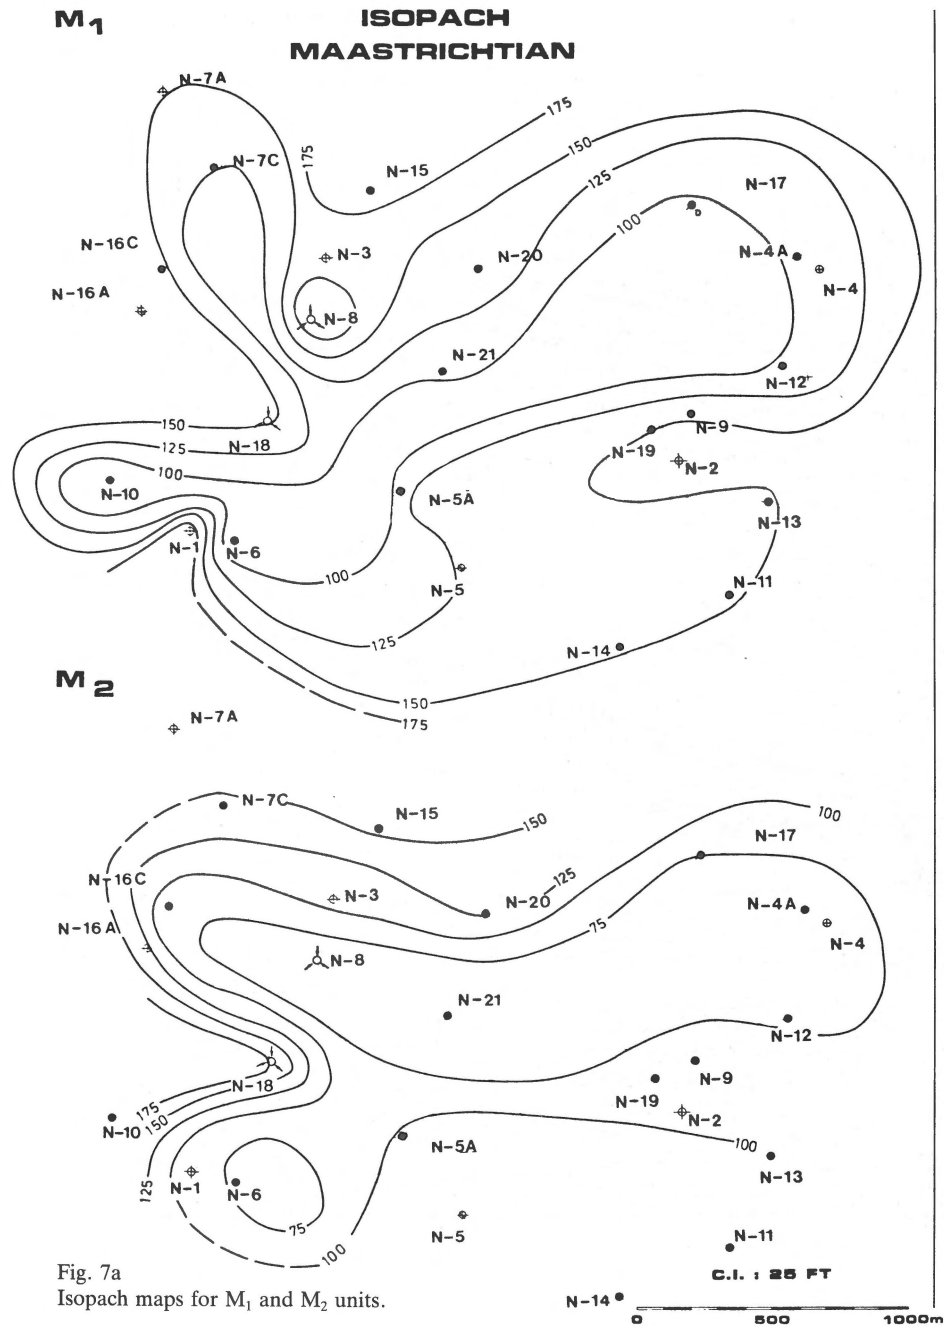 M1
ISOPACH
MAASTRICHTIAN
N-7A
175
175
150
N-7C
N-15
125
N-17
100
N-16C
N-3
N-20
N-4A
N-16A
N-4
N-8
N-21
N-12
150
N-18
125
N-9
100
N-19
N-2
N-10
N-5A
N-13
N-1
N-6
100
N-5
N-11
125
N-14
150
175
M2
N-7A
N-7C
N-15
150
100
N-17
N-16C
N-3
N-20
125
N-4A
N-16A
75
N-4
N-8
N-21
N-12
N-18
N-9
175
N-19
N-10
150
N-2
N-5A
100
N-13
125
N-1
N-6
75
N-5
N-11
100
Fig. 7a
C.I. : 25 FT
Isopach maps for M1 and M2 units.
N-14
0 500 1000m